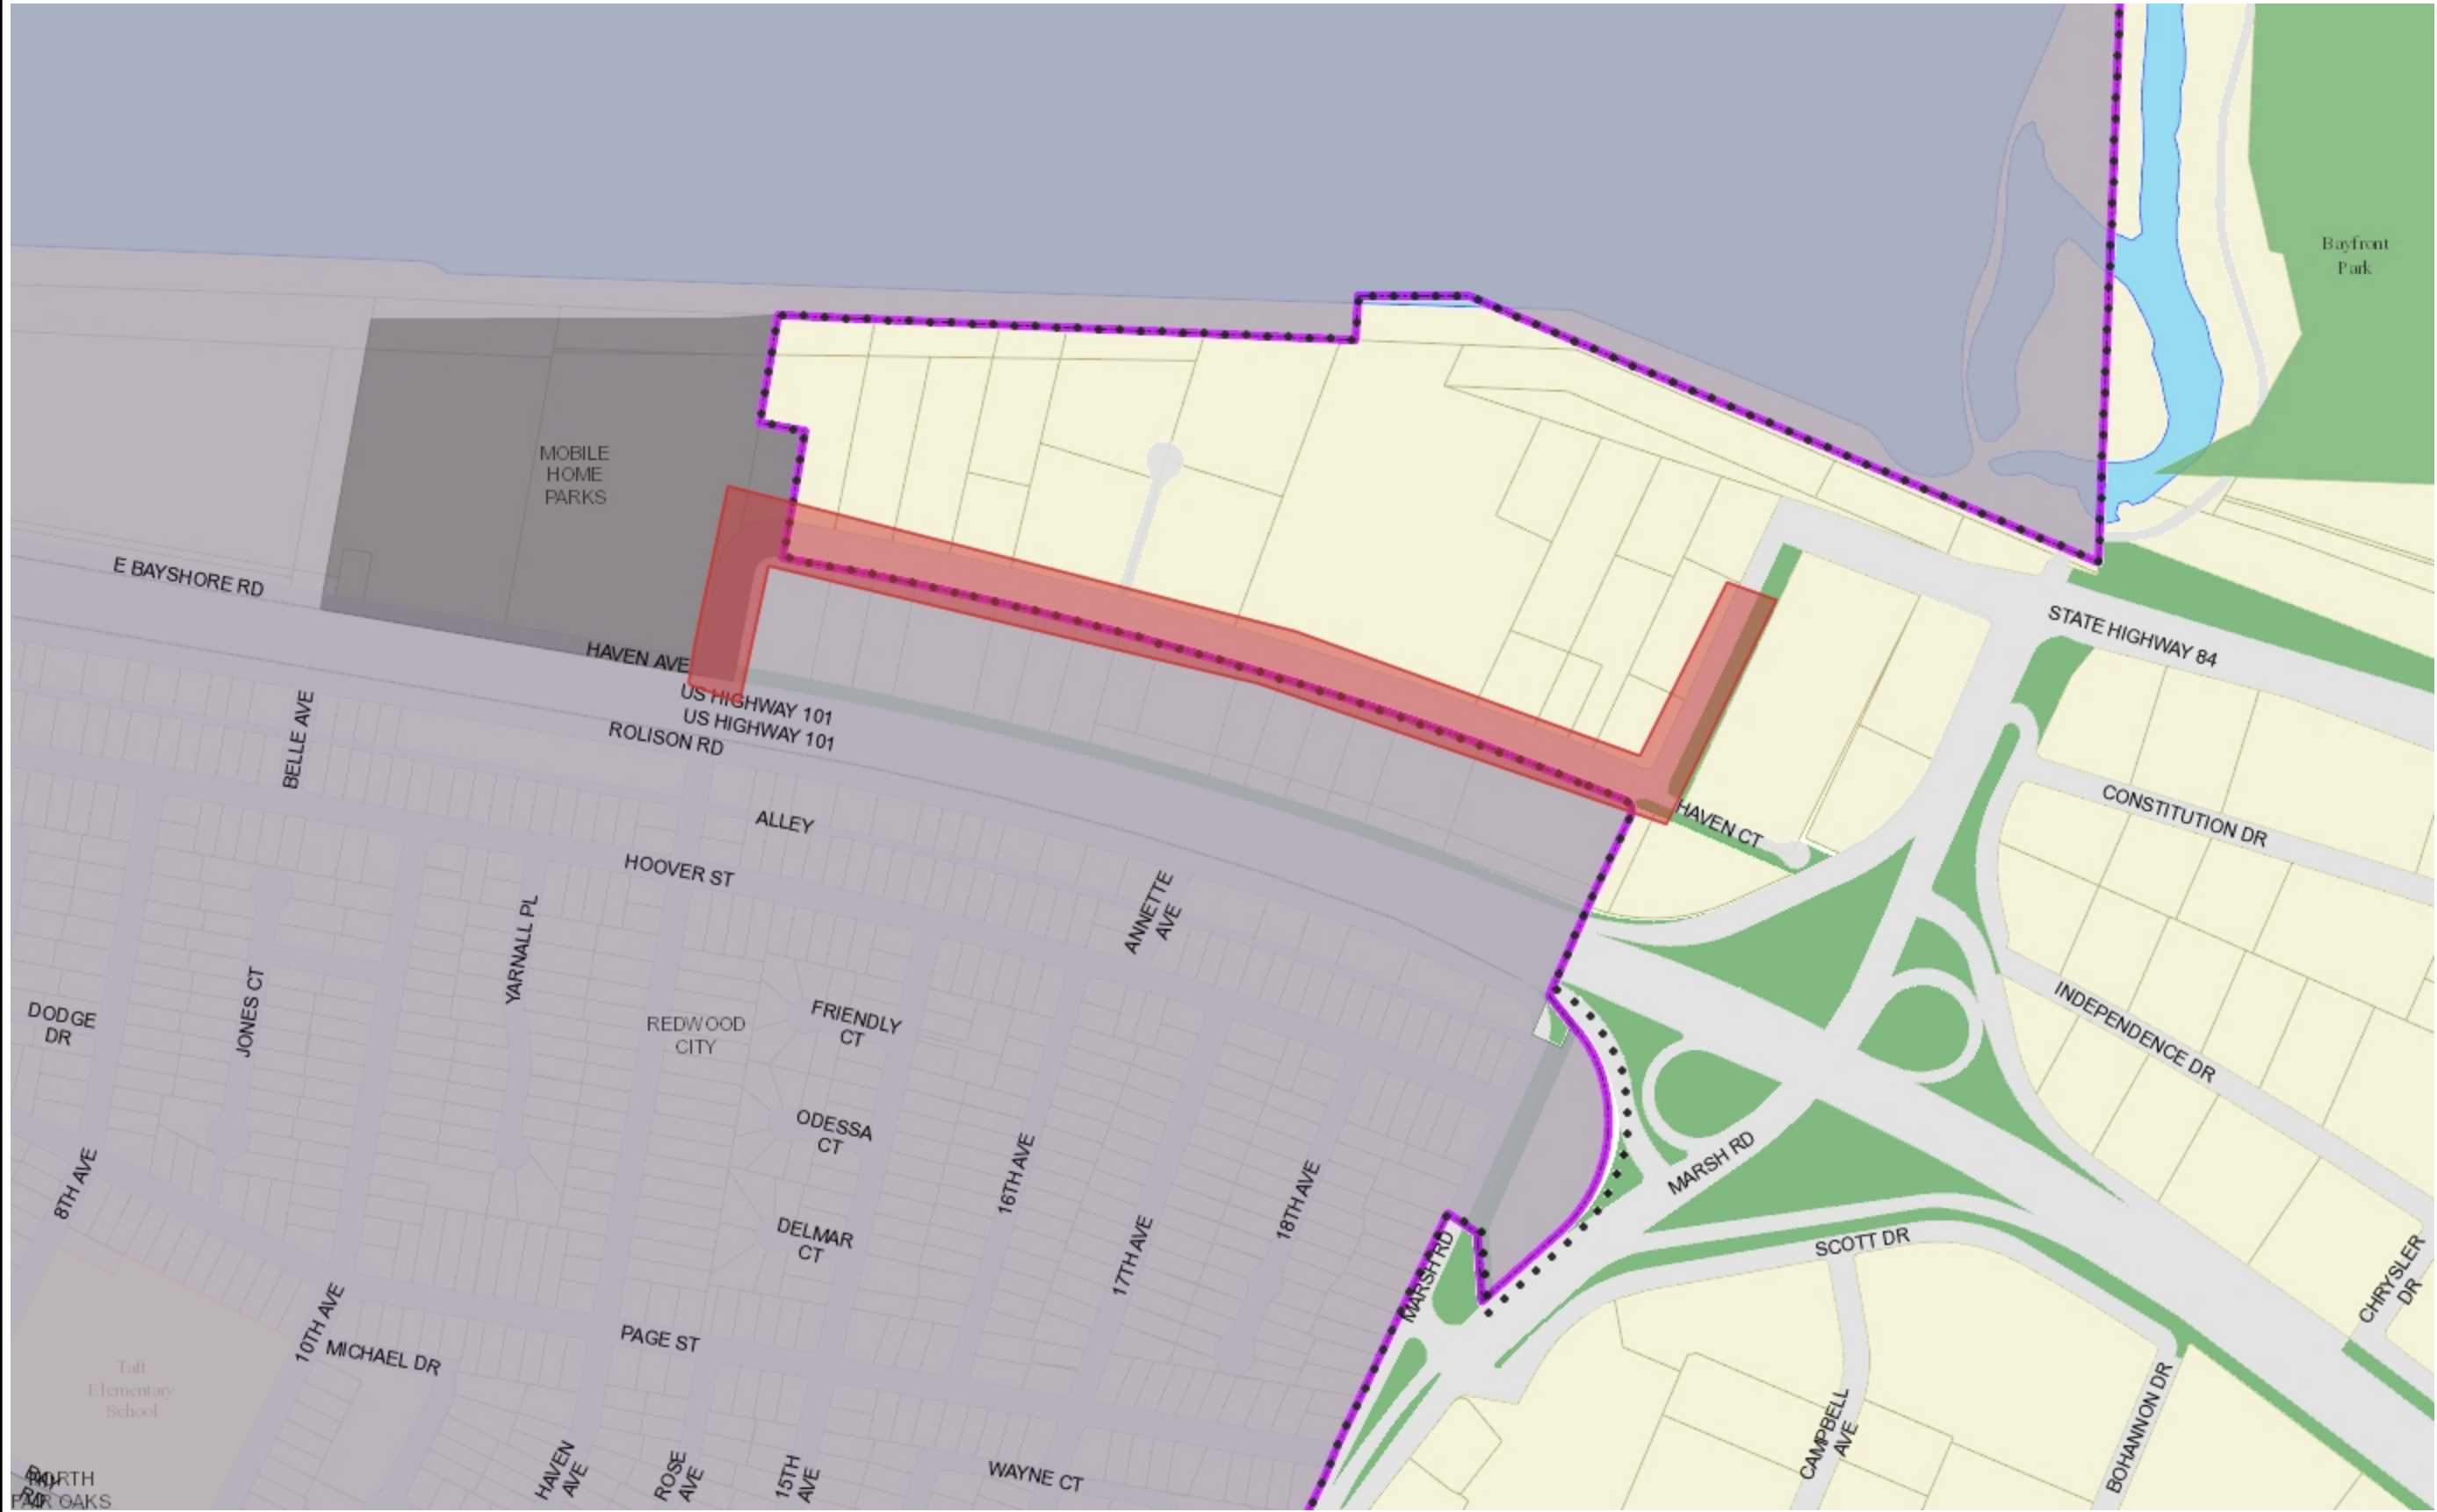 Bayfront
Park
MOBILE
HOME
PARKS
E BAYSHORE RD
STATE HIGHWAY 84
HAVEN AVE
US HIGHWAY 101
US HIGHWAY 101
ROLISON RD
BELLE AVE
ALLEY
HAVEN CT
CONSTITUTION DR
HOOVER ST
ANNETTE
AVE
YARNALL PL
JONES CT
DODGE
DR
REDWOOD
CITY
FRIENDLY
CT
INDEPENDENCE DR
ODESSA
CT
16TH AVE
MARSH RD
8TH AVE
DELMAR
CT
17TH AVE
18TH AVE
MARSH RD
SCOTT DR
CHRYSLER
DR
10TH AVE
MICHAEL DR
PAGE ST
Taft
Elementary
School
CAMPBELL
AVE
BOHANNON DR
HAVEN
AVE
ROSE
AVE
15TH
AVE
WAYNE CT
NORTH
FAIR OAKS